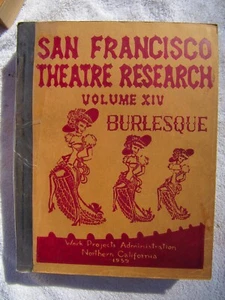 SAN FRANCISCO
THEATRE RESEARCH
VOLUME XIV
BURLESQUE
Work Projects Administration
Northern California
1939